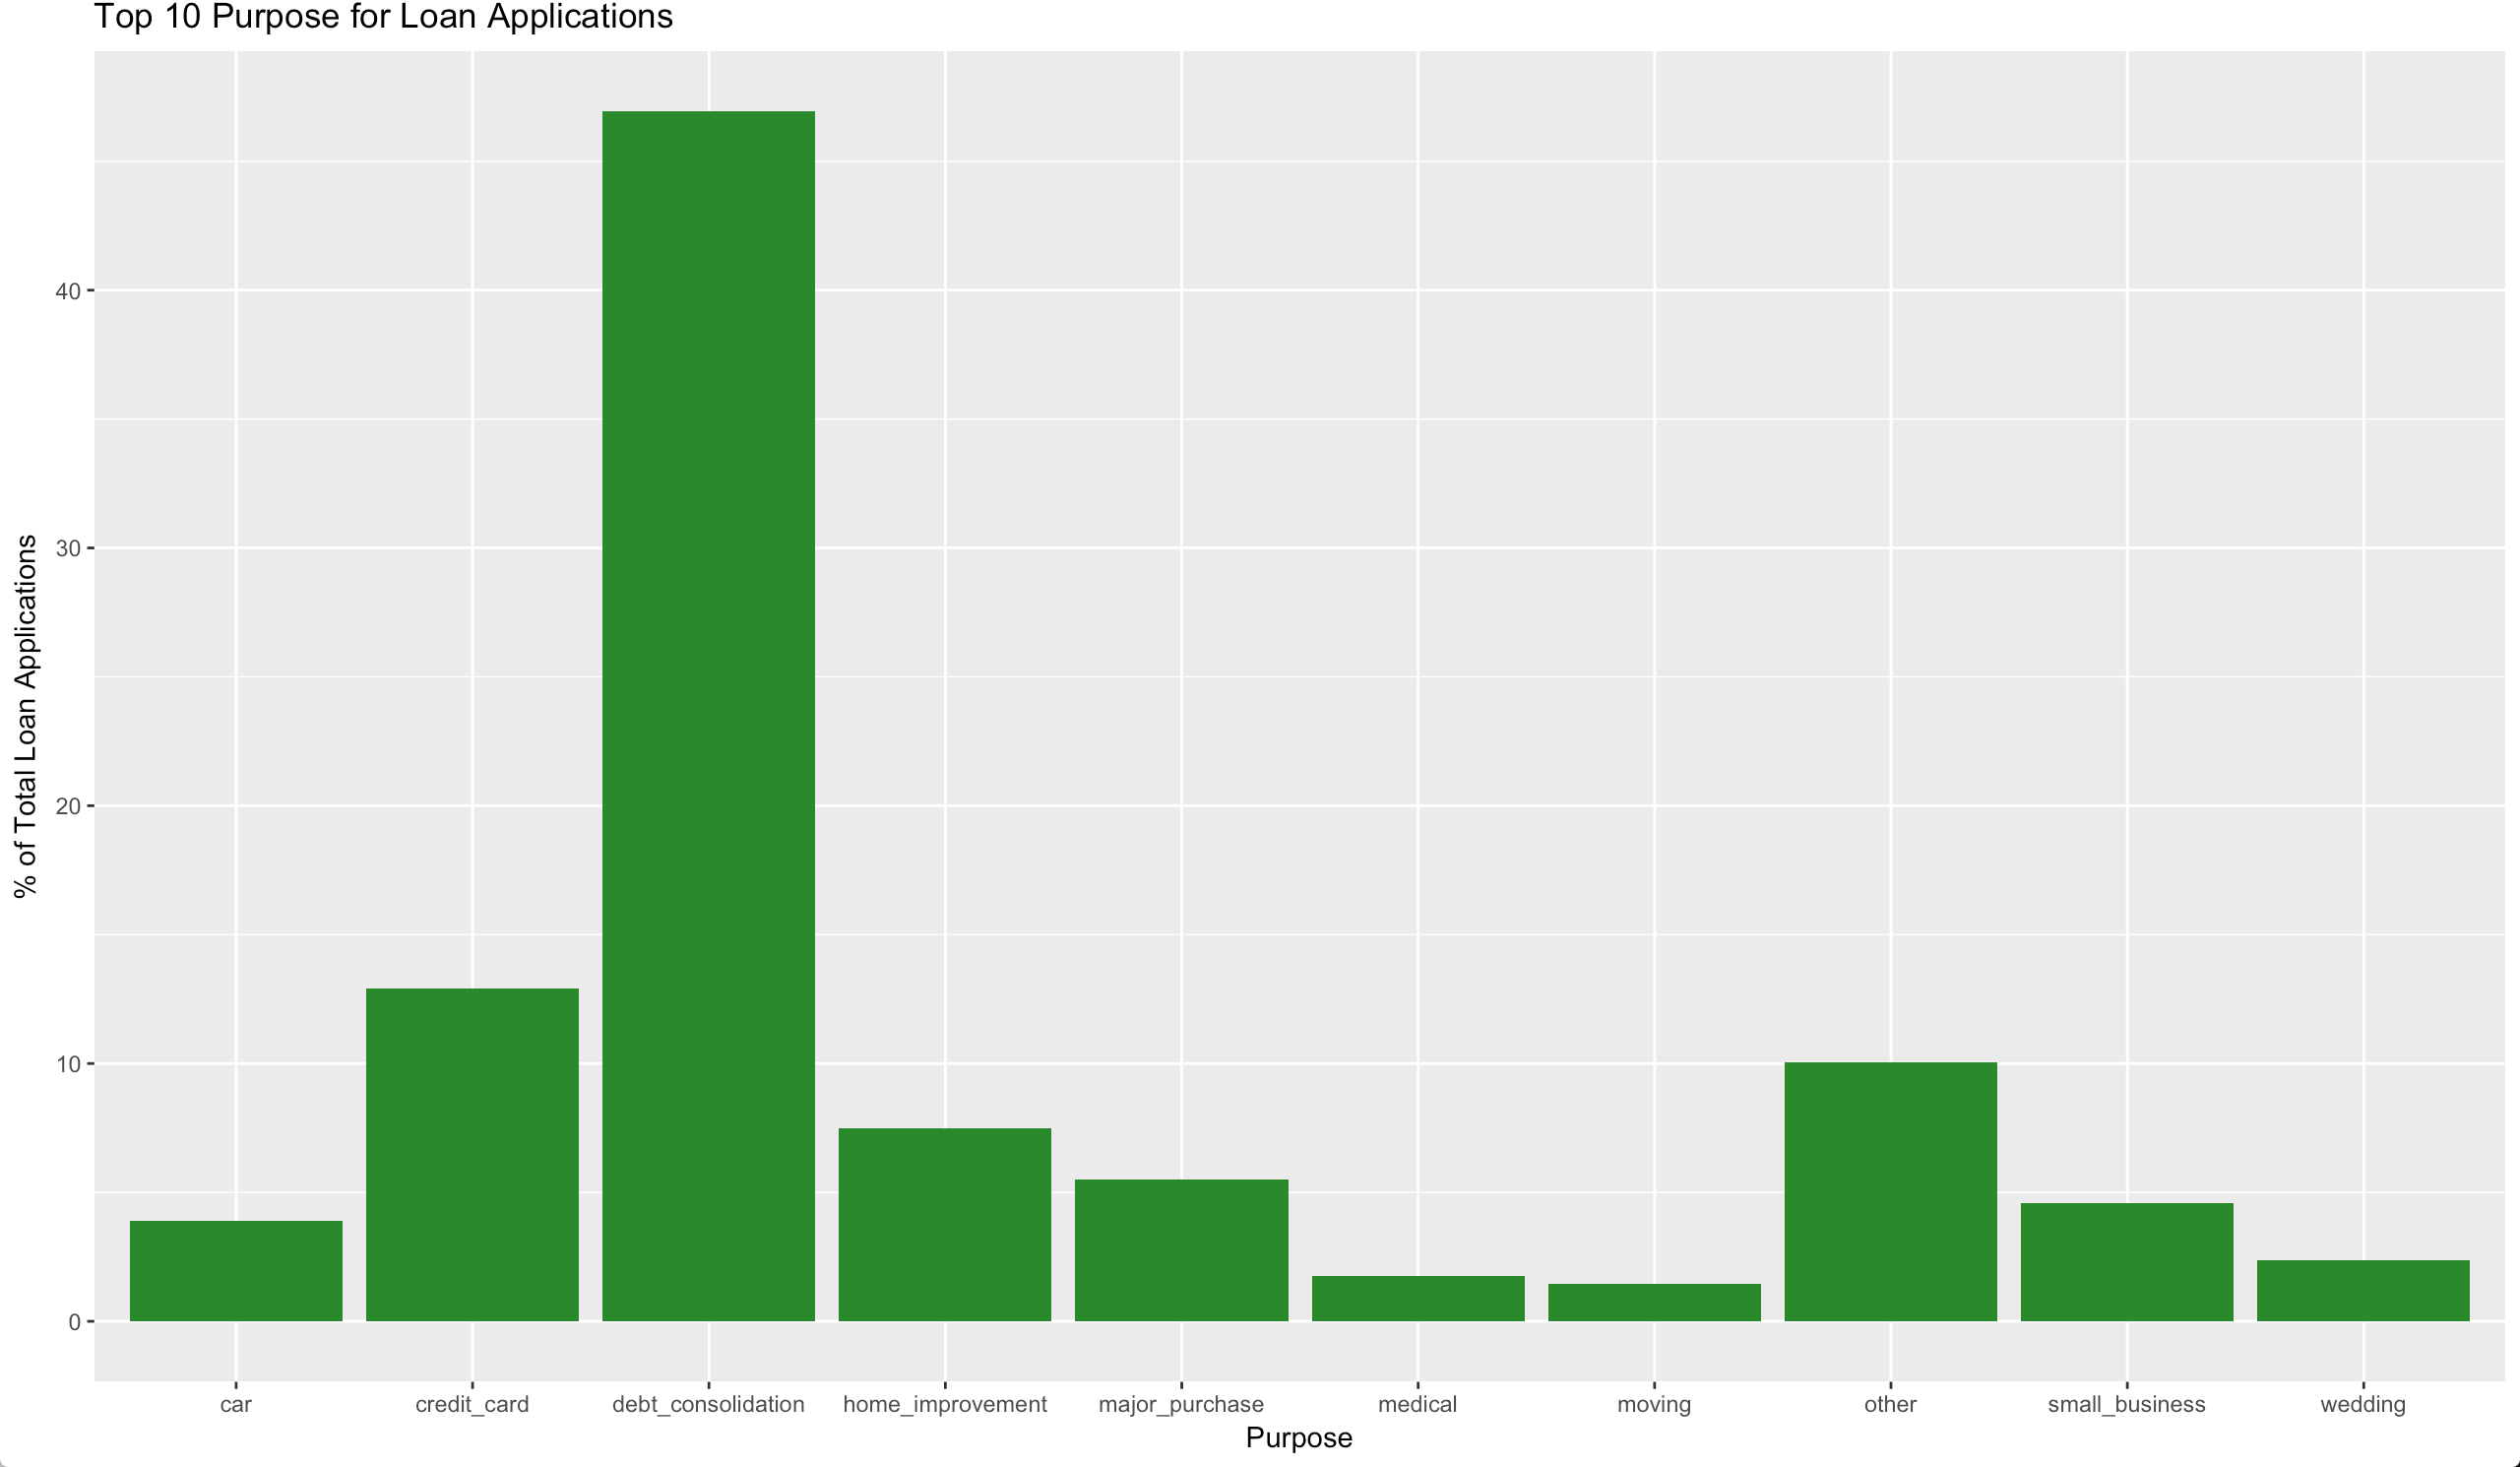 Top 10 Purpose for Loan Applications
% of Total Loan Applications
40
30
20
10
0
car credit_card debt_consolidation home_improvement major_purchase medical moving other small_business wedding
Purpose